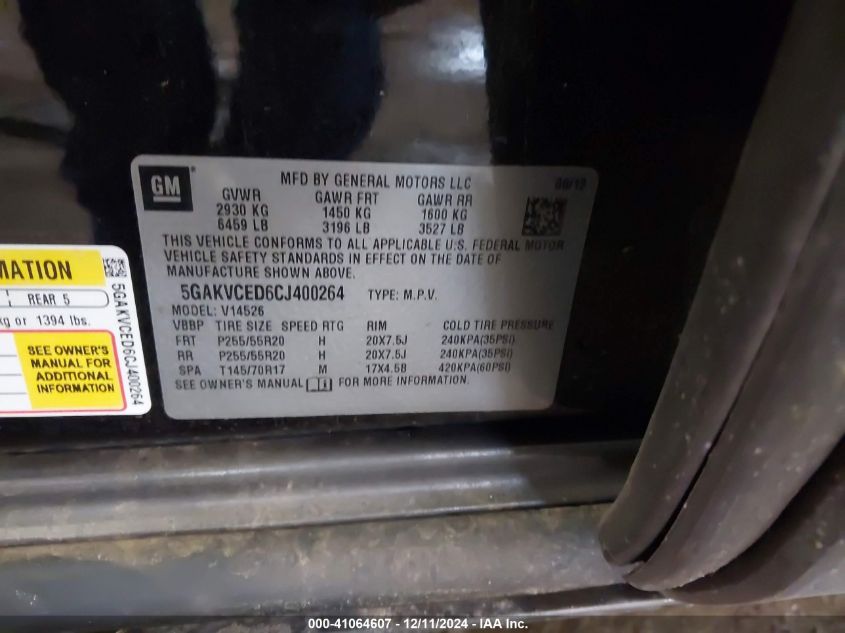 GM
MFD BY GENERAL MOTORS LLC
GVWR GAWR FRT GAWR RR
2930 KG 1450 KG 1600 KG
6459 LB 3196 LB 3527 LB
THIS VEHICLE CONFORMS TO ALL APPLICABLE U.S. FEDERAL MOTOR
VEHICLE SAFETY STANDARDS IN EFFECT ON THE DATE OF
MANUFACTURE SHOWN ABOVE.
5GAKVCED6CJ400264 TYPE: M.P.V.
MODEL: V14526
VBBP TIRE SIZE SPEED RTG RIM COLD TIRE PRESSURE
FRT P255/55R20 H 20X7.5J 240KPA(35PSI)
RR P255/55R20 H 20X7.5J 240KPA(35PSI)
SPA T145/70R17 M 17X4.5B 420KPA(60PSI)
SEE OWNER'S MANUAL i FOR MORE INFORMATION.
MATION
REAR 5
kg or 1394 lbs.
SEE OWNER'S
MANUAL FOR
ADDITIONAL
INFORMATION
5GAKVCED6CJ400264
000-41064607 - 12/11/2024 - IAA Inc.